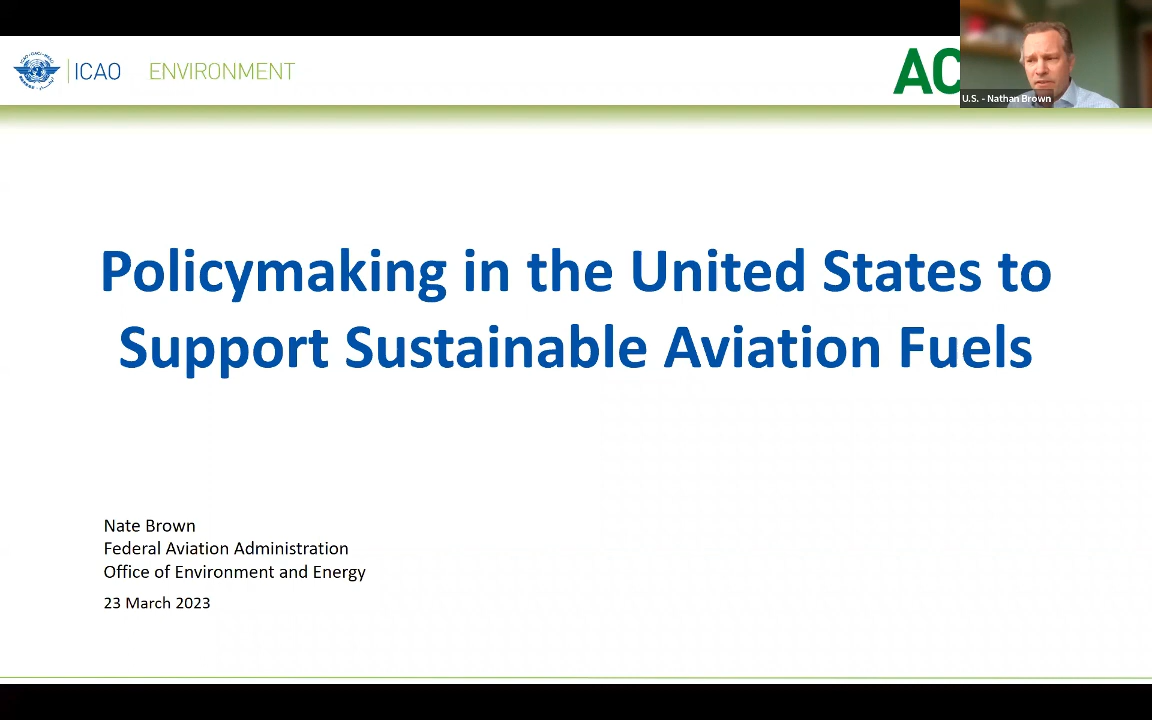 ICAO ENVIRONMENT
AC
U.S. - Nathan Brown
Policymaking in the United States to
Support Sustainable Aviation Fuels
Nate Brown
Federal Aviation Administration
Office of Environment and Energy
23 March 2023